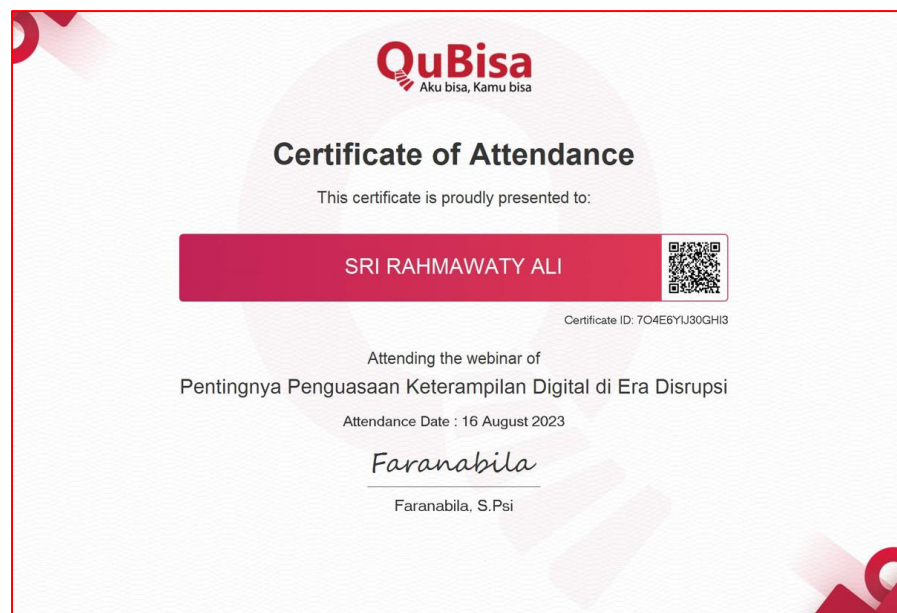 QuBisa
Aku bisa, Kamu bisa
Certificate of Attendance
This certificate is proudly presented to:
SRI RAHMAWATY ALI
Certificate ID: 7O4E6YIJ30GHI3
Attending the webinar of
Pentingnya Penguasaan Keterampilan Digital di Era Disrupsi
Attendance Date : 16 August 2023
Faranabila
Faranabila, S.Psi